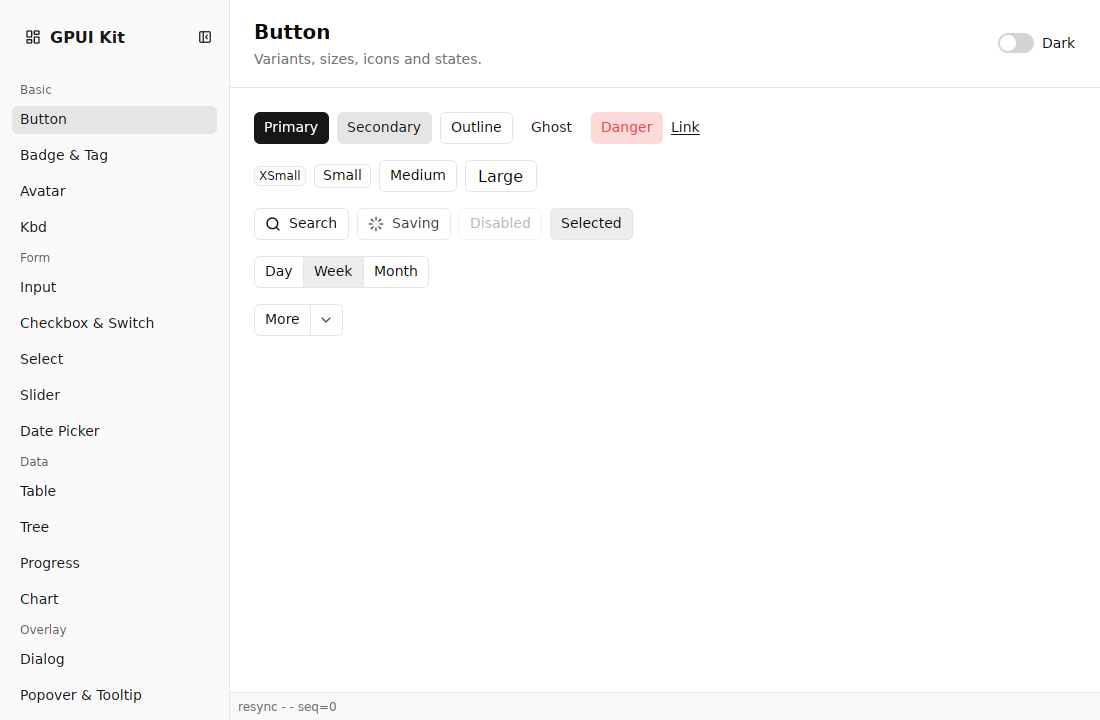 GPUI Kit
Basic
Button
Badge & Tag
Avatar
Kbd
Form
Input
Checkbox & Switch
Select
Slider
Date Picker
Data
Table
Tree
Progress
Chart
Overlay
Dialog
Popover & Tooltip
Button
Variants, sizes, icons and states.
Dark
Primary Secondary Outline Ghost Danger Link
XSmall Small Medium Large
Search Saving Disabled Selected
Day Week Month
More
resync - - seq=0